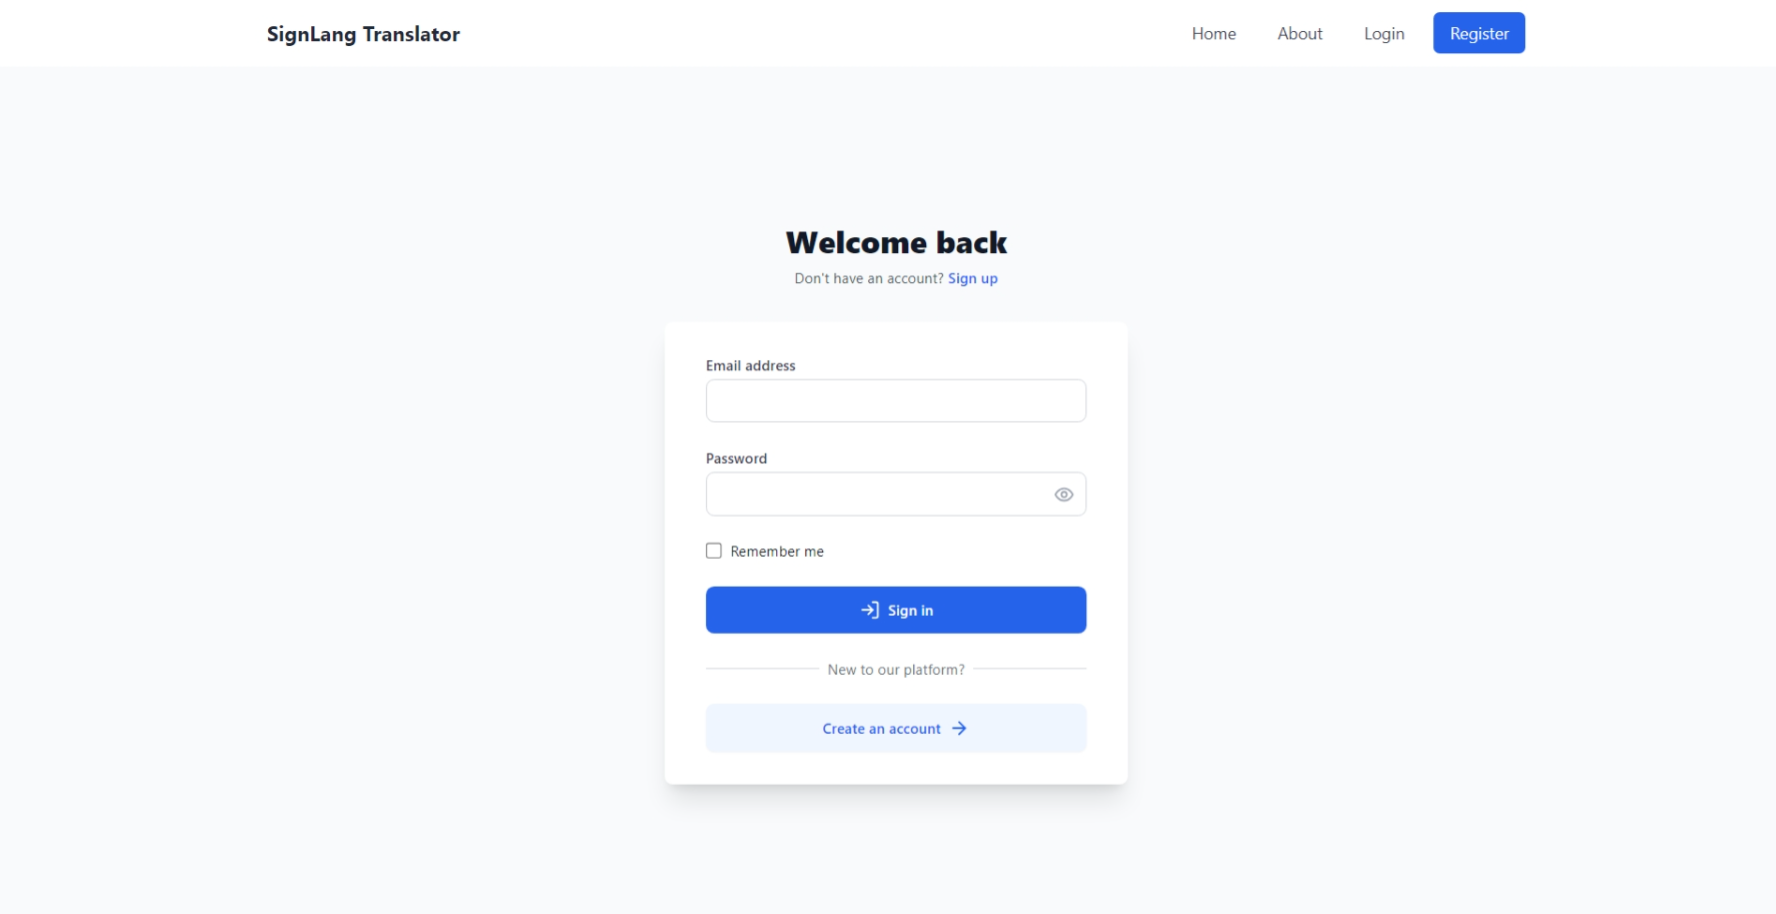 SignLang Translator
Home About Login Register
Welcome back
Don't have an account? Sign up
Email address
Password
Remember me
Sign in
New to our platform?
Create an account